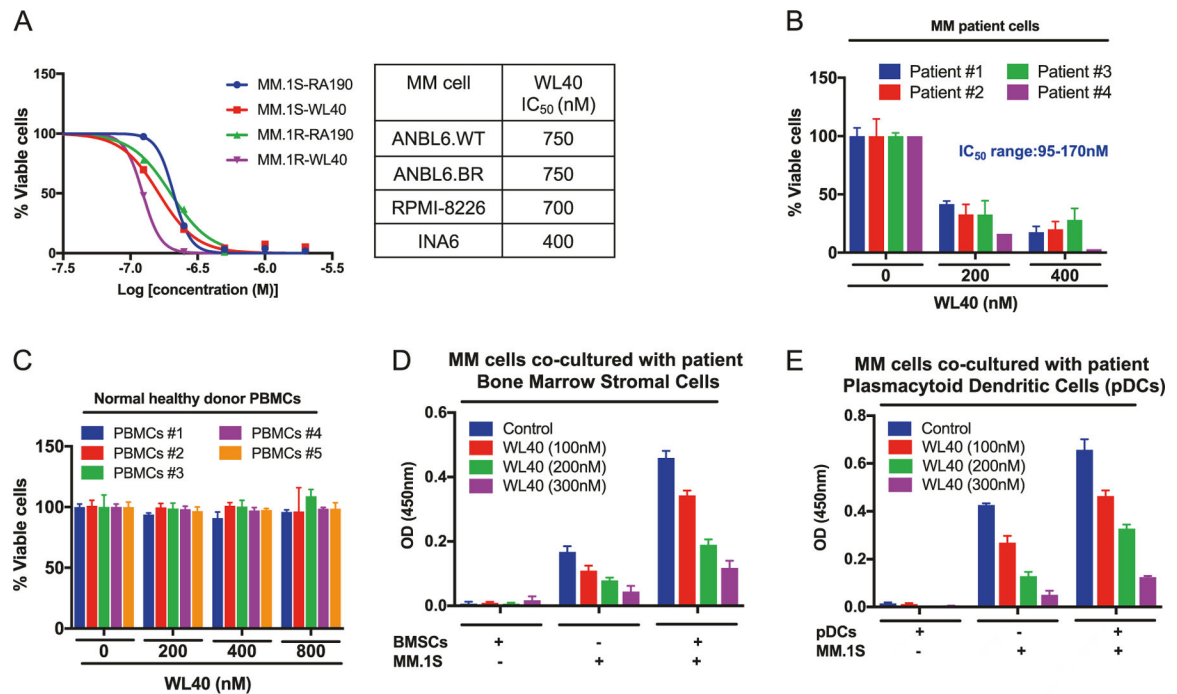 A
150
100
50
0
-7.5
-7.0
-6.5
-6.0
-5.5
% Viable cells
Log [concentration (M)]
MM.1S-RA190
MM.1S-WL40
MM.1R-RA190
MM.1R-WL40
MM cell
WL40
IC50 (nM)
ANBL6.WT
750
ANBL6.BR
750
RPMI-8226
700
INA6
400
B
MM patient cells
Patient #1
Patient #3
Patient #2
Patient #4
IC50 range:95-170nM
150
100
50
0
% Viable cells
0
200
400
WL40 (nM)
C
Normal healthy donor PBMCs
PBMCs #1
PBMCs #4
PBMCs #2
PBMCs #5
PBMCs #3
150
100
50
0
% Viable cells
0
200
400
800
WL40 (nM)
D
MM cells co-cultured with patient
Bone Marrow Stromal Cells
0.6
0.4
0.2
0.0
OD (450nm)
Control
WL40 (100nM)
WL40 (200nM)
WL40 (300nM)
BMSCs + - +
MM.1S - + +
E
MM cells co-cultured with patient
Plasmacytoid Dendritic Cells (pDCs)
0.8
0.6
0.4
0.2
0.0
OD (450nm)
Control
WL40 (100nM)
WL40 (200nM)
WL40 (300nM)
pDCs + - +
MM.1S - + +